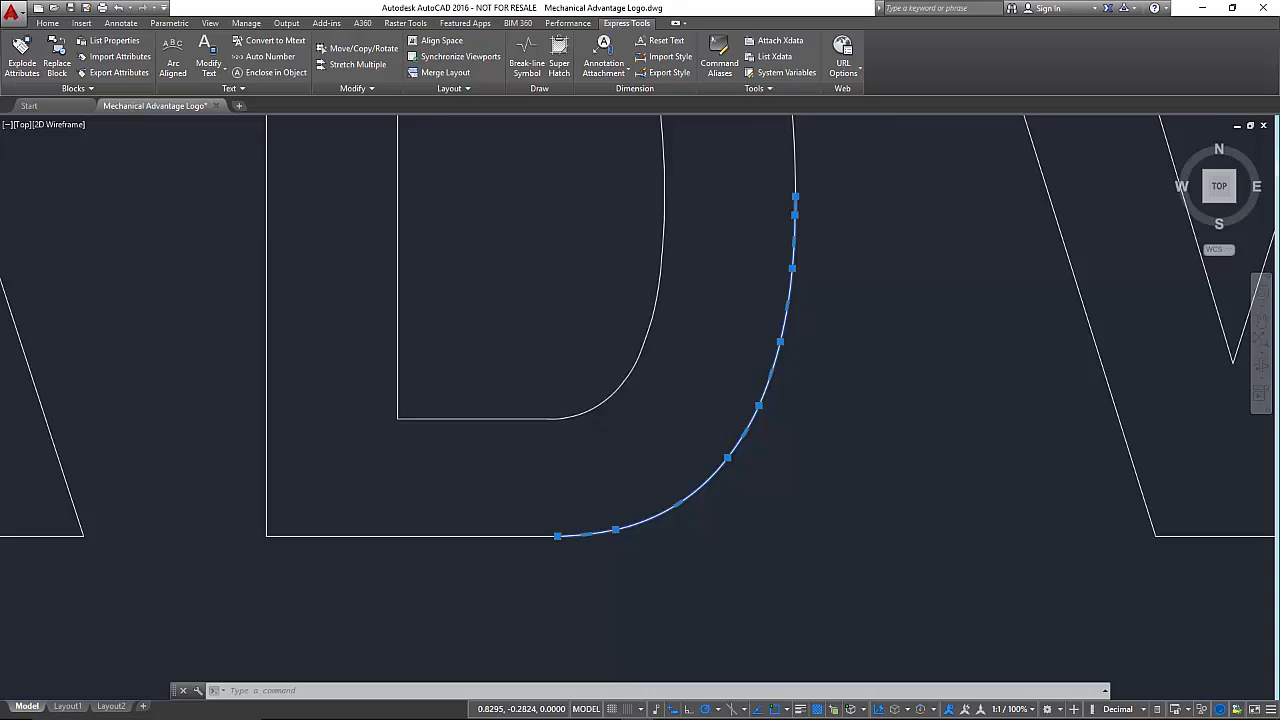 Autodesk AutoCAD 2016 - NOT FOR RESALE Mechanical Advantage Logo.dwg
Type a keyword or phrase
Sign In
Home Insert Annotate Parametric View Manage Output Add-ins A360 Raster Tools Featured Apps BIM 360 Performance Express Tools
Explode Attributes
Replace Block
List Properties
Import Attributes
Export Attributes
Blocks
ABC
Arc Aligned
Modify Text
Convert to Mtext
Auto Number
Enclose in Object
Text
Move/Copy/Rotate
Stretch Multiple
Modify
Align Space
Synchronize Viewports
Merge Layout
Layout
Break-line Symbol
Super Hatch
Draw
Annotation Attachment
Reset Text
Import Style
Export Style
Dimension
Command Aliases
Attach Xdata
List Xdata
System Variables
Tools
URL Options
Web
Start
Mechanical Advantage Logo*
[−][Top][2D Wireframe]
N
W TOP E
S
WCS
Type a command
Model Layout1 Layout2
0.8295, -0.2824, 0.0000 MODEL
1:1/100%
Decimal